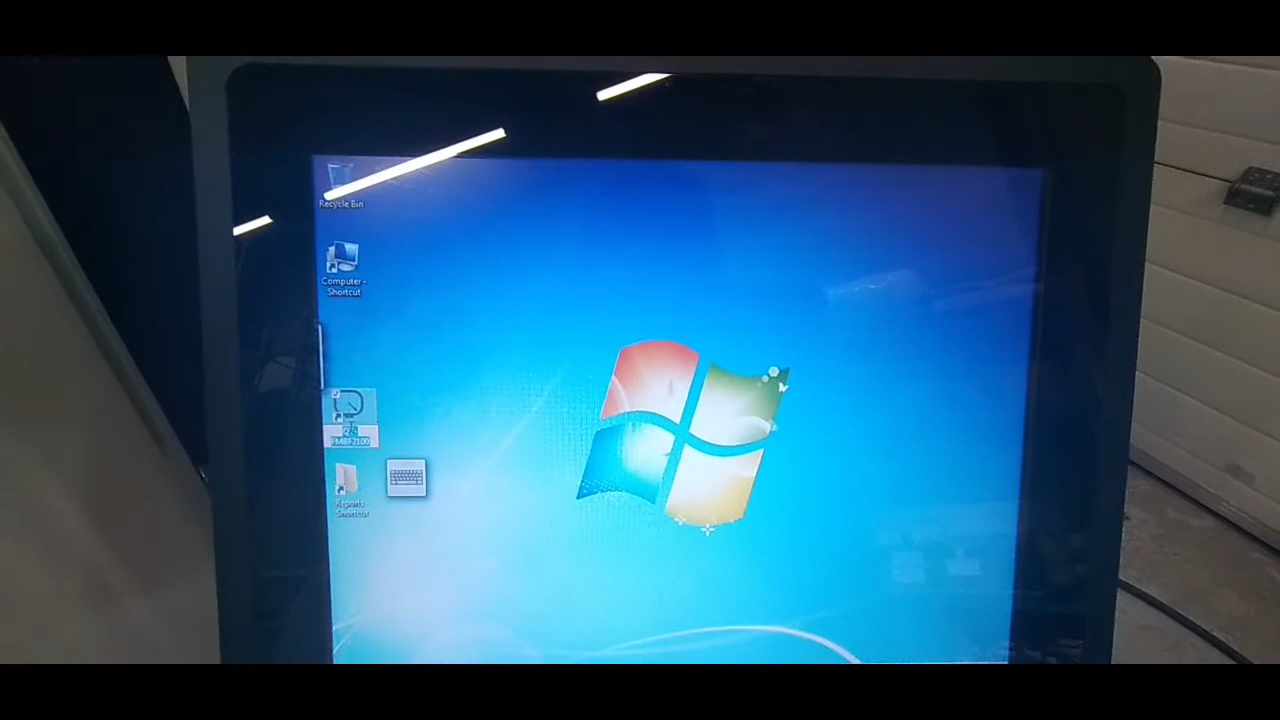 Recycle Bin
Computer -
Shortcut
FMBF2100
Reports -
Shortcut